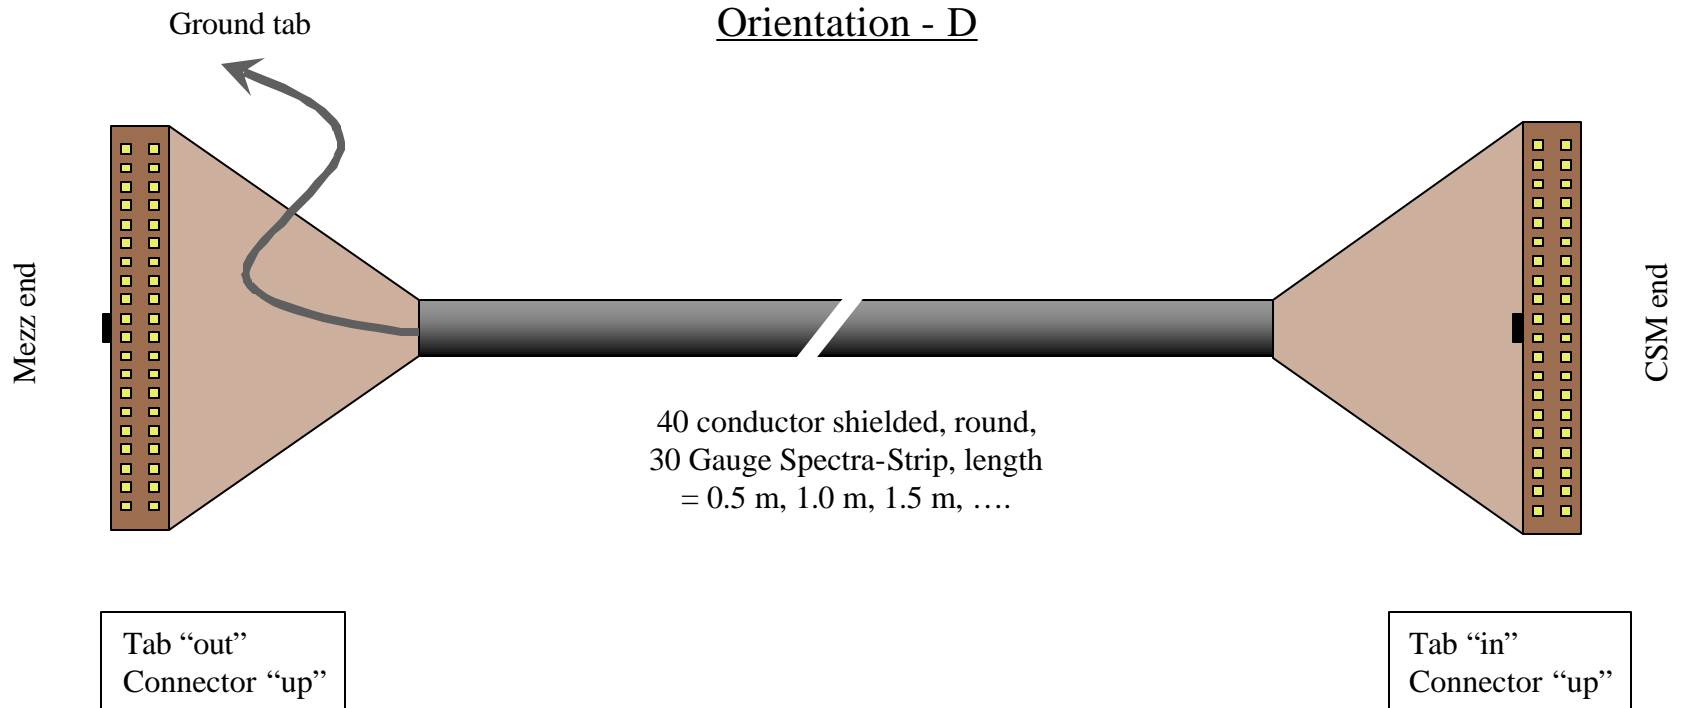 Ground tab
Orientation - D
Mezz end
CSM end
40 conductor shielded, round,
30 Gauge Spectra-Strip, length
= 0.5 m, 1.0 m, 1.5 m, ….
Tab “out”
Connector “up”
Tab “in”
Connector “up”